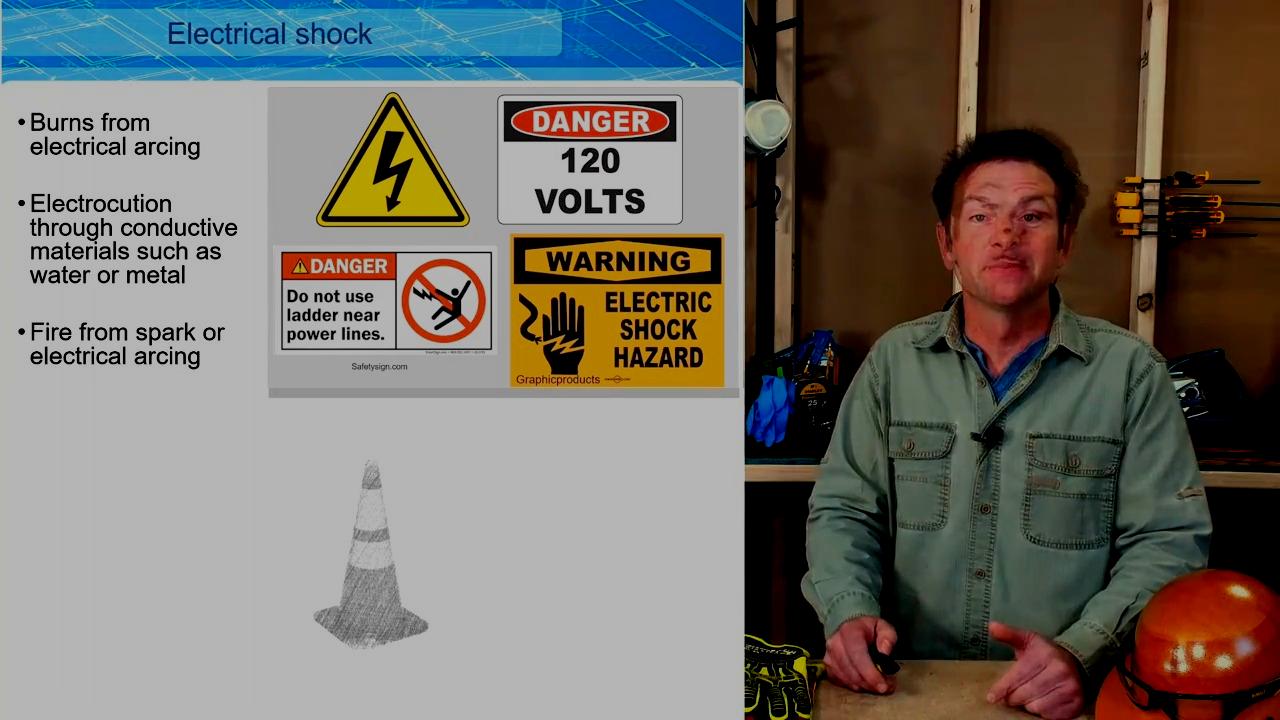 Electrical shock
• Burns from
electrical arcing
• Electrocution
through conductive
materials such as
water or metal
• Fire from spark or
electrical arcing
DANGER
120
VOLTS
DANGER
Do not use
ladder near
power lines.
Safetysign.com
WARNING
ELECTRIC
SHOCK
HAZARD
Graphicproducts
25